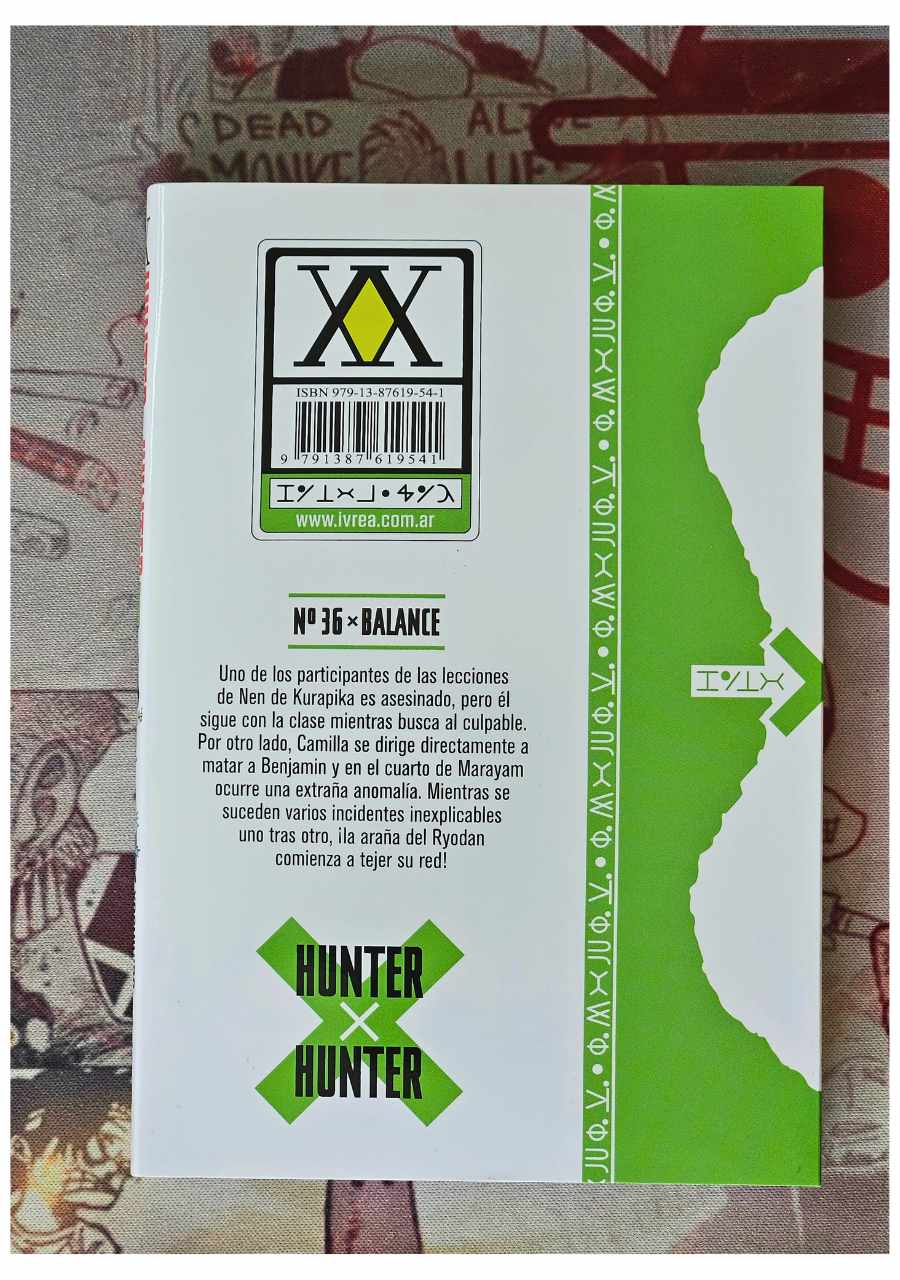 DEAD
MONKE
ISBN 979-13-87619-54-1
9 791387 619541
www.ivrea.com.ar
Nº 36 × BALANCE
Uno de los participantes de las lecciones
de Nen de Kurapika es asesinado, pero él
sigue con la clase mientras busca al culpable.
Por otro lado, Camilla se dirige directamente a
matar a Benjamin y en el cuarto de Marayam
ocurre una extraña anomalía. Mientras se
suceden varios incidentes inexplicables
uno tras otro, ¡la araña del Ryodan
comienza a tejer su red!
HUNTER
×
HUNTER